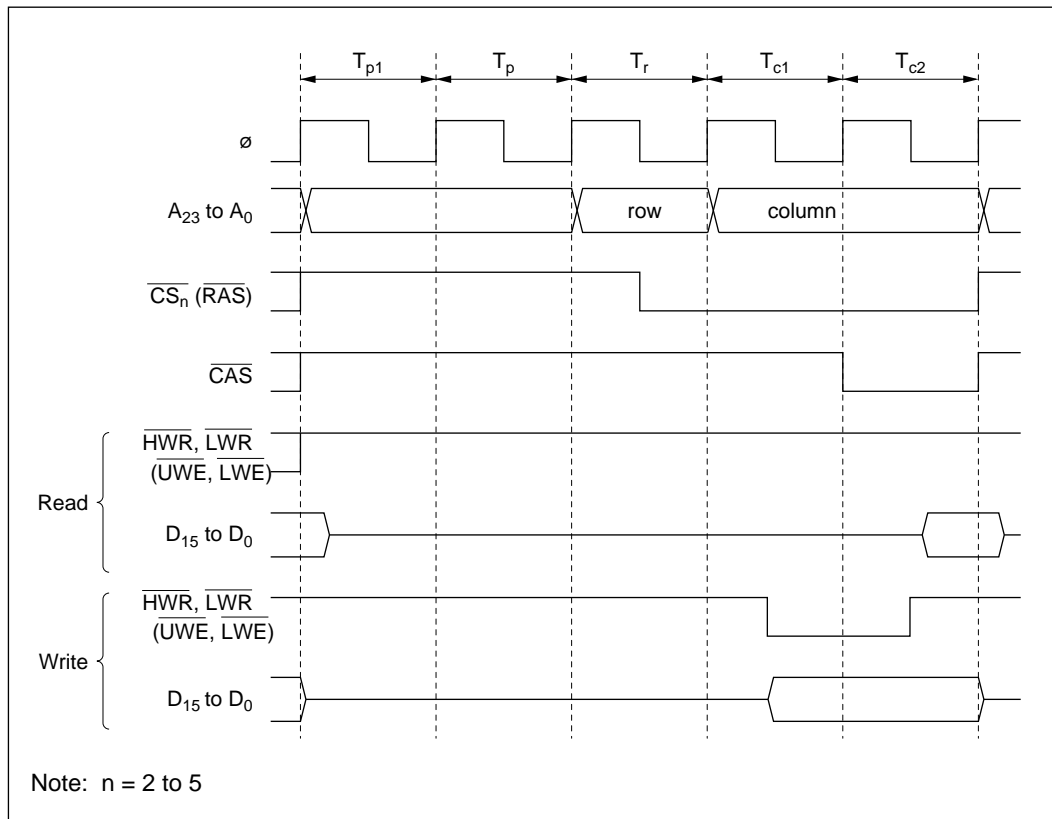 Tp1 Tp Tr Tc1 Tc2
ø
A23 to A0 row column
CSn (RAS)
CAS
HWR, LWR
(UWE, LWE)
Read
D15 to D0
HWR, LWR
(UWE, LWE)
Write
D15 to D0
Note: n = 2 to 5